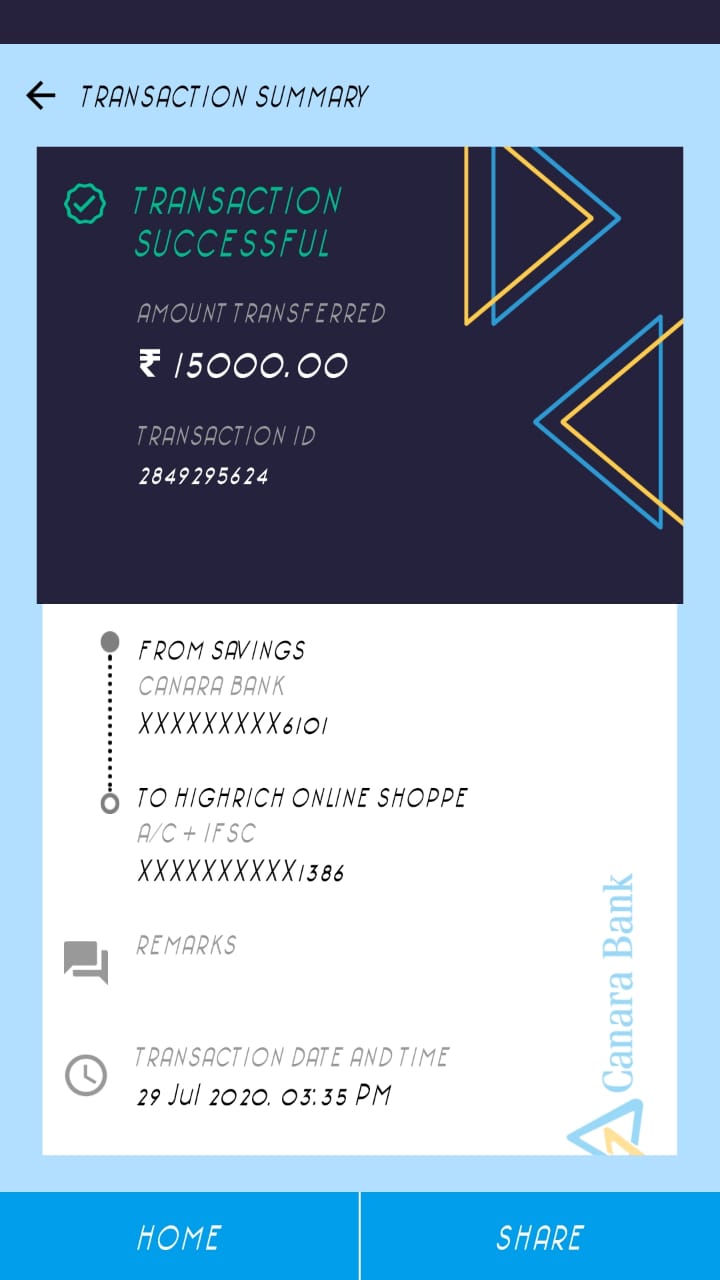 TRANSACTION SUMMARY
TRANSACTION
SUCCESSFUL
AMOUNT TRANSFERRED
₹ 15000.00
TRANSACTION ID
2849295624
FROM SAVINGS
CANARA BANK
XXXXXXXXX6101
TO HIGHRICH ONLINE SHOPPE
A/C + IFSC
XXXXXXXXXX1386
REMARKS
TRANSACTION DATE AND TIME
29 Jul 2020, 03:35 PM
Canara Bank
HOME
SHARE